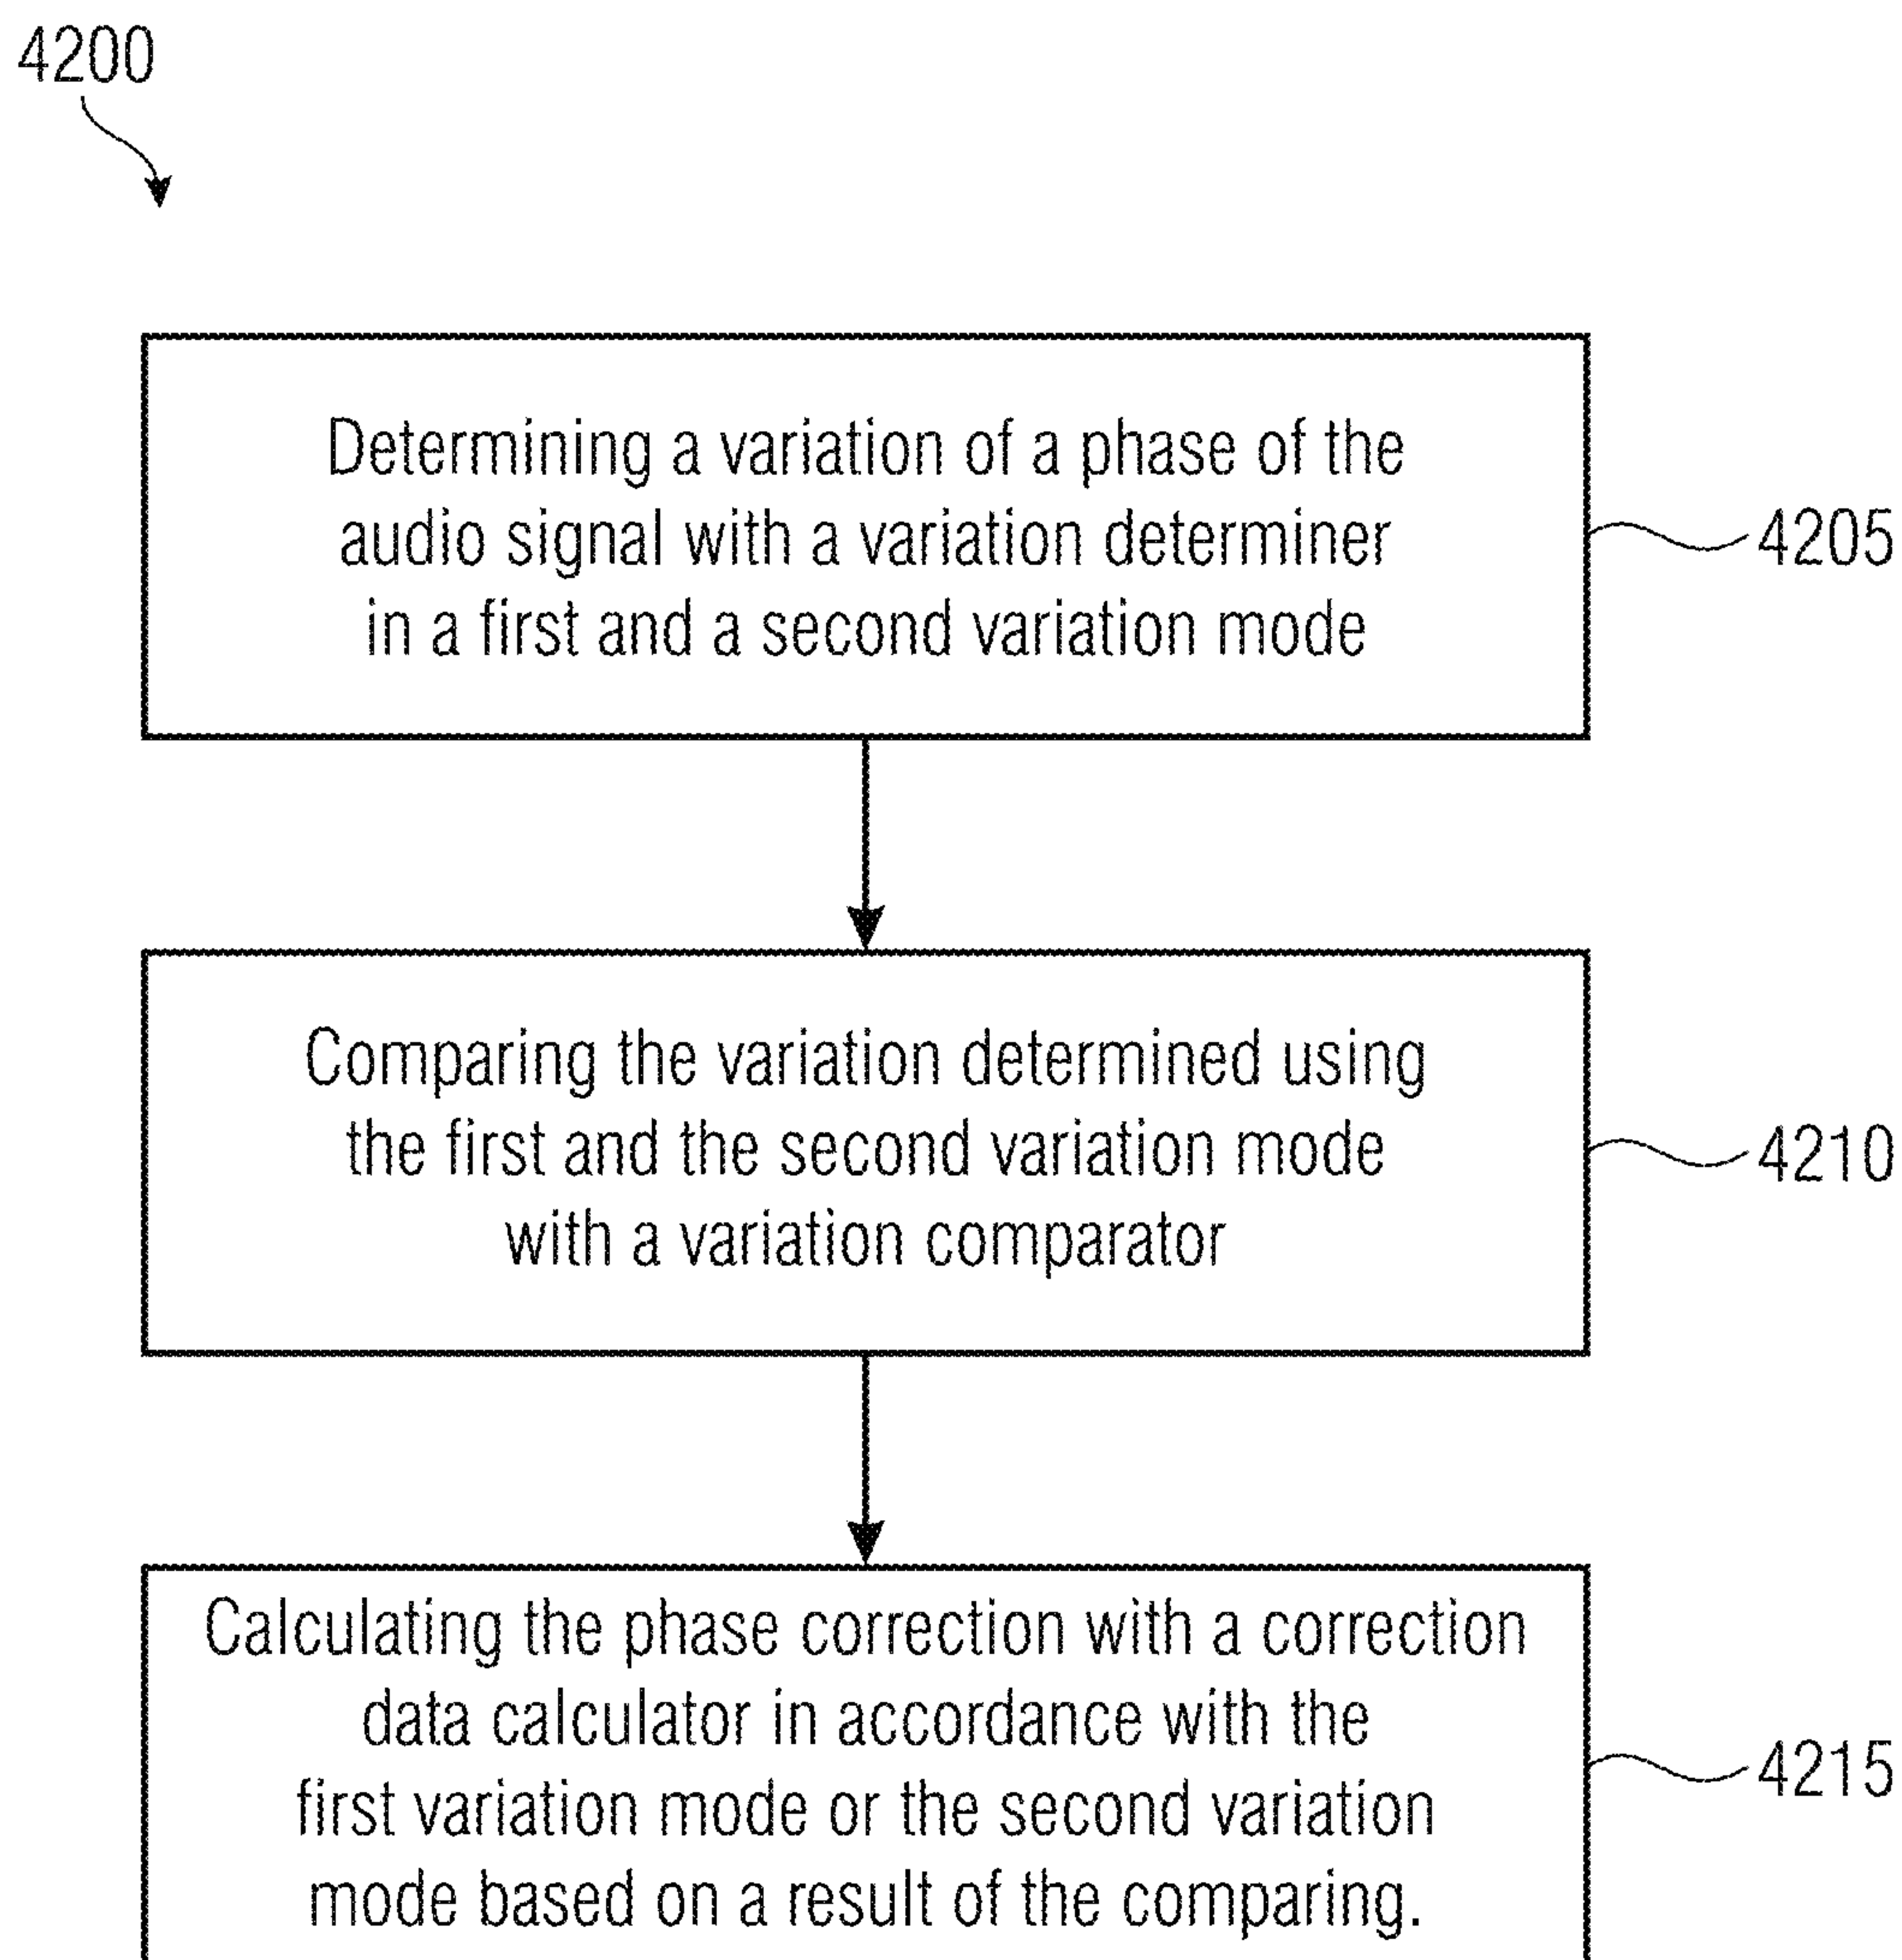 4200
Determining a variation of a phase of the
audio signal with a variation determiner
in a first and a second variation mode
4205
Comparing the variation determined using
the first and the second variation mode
with a variation comparator
4210
Calculating the phase correction with a correction
data calculator in accordance with the
first variation mode or the second variation
mode based on a result of the comparing.
4215